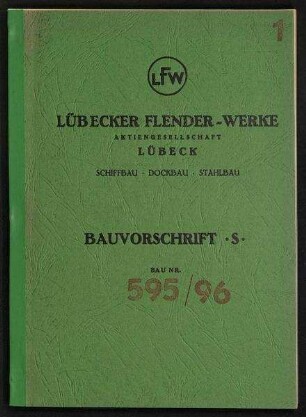 1
LFW
LÜBECKER FLENDER-WERKE
AKTIENGESELLSCHAFT
LÜBECK
SCHIFFBAU · DOCKBAU · STAHLBAU
BAUVORSCHRIFT ·S·
BAU NR.
595/96